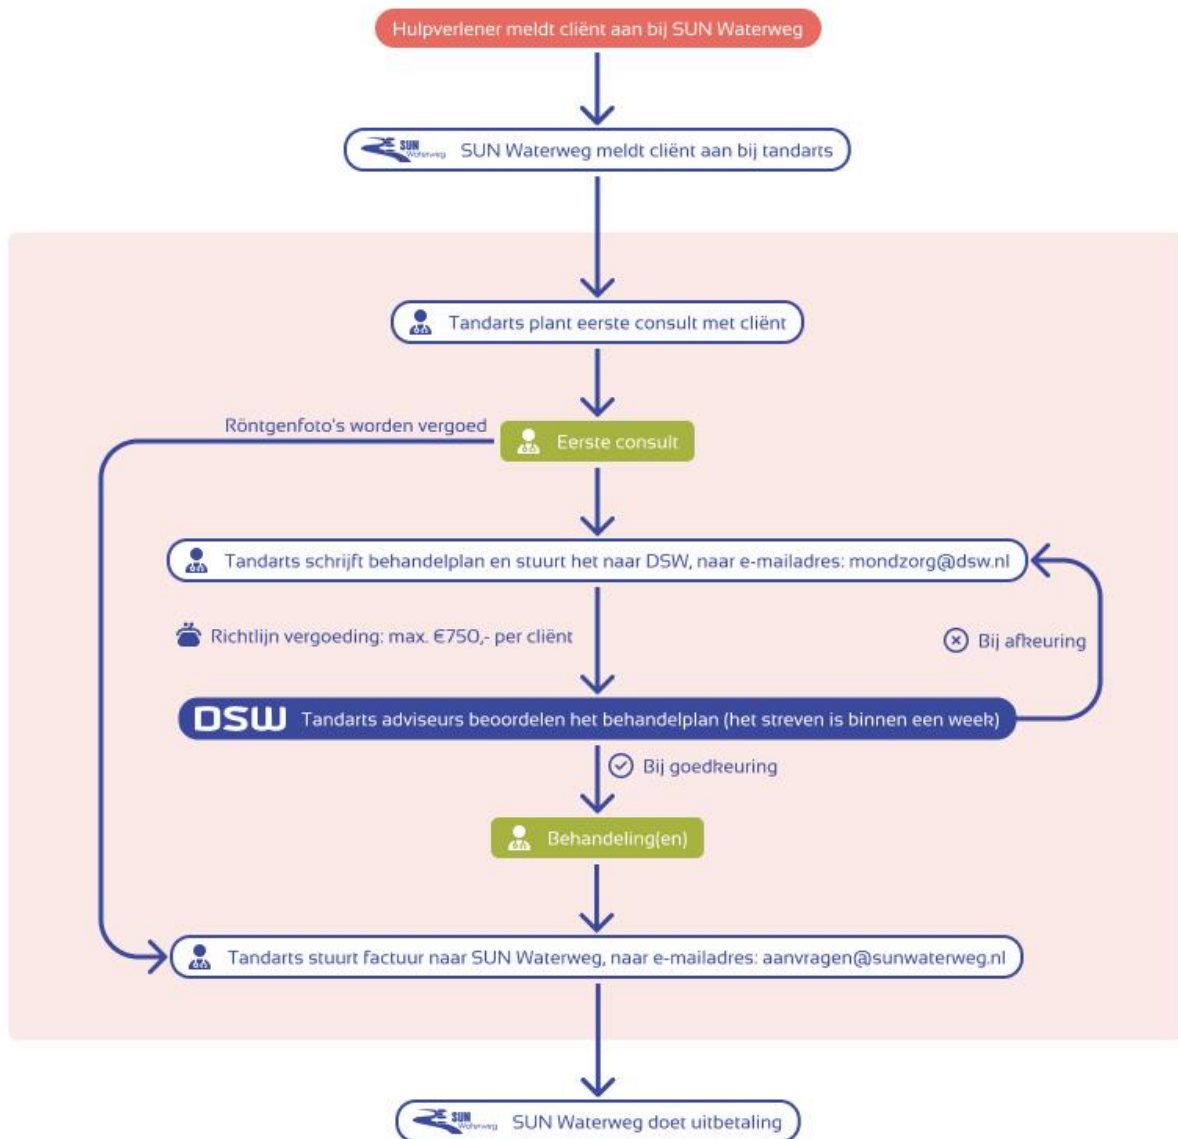 Hulpverlener meldt cliënt aan bij SUN Waterweg
SUN
Waterweg
SUN Waterweg meldt cliënt aan bij tandarts
Tandarts plant eerste consult met cliënt
Röntgenfoto's worden vergoed
Eerste consult
Tandarts schrijft behandelplan en stuurt het naar DSW, naar e-mailadres: mondzorg@dsw.nl
Richtlijn vergoeding: max. €750,- per cliënt
Bij afkeuring
DSW Tandarts adviseurs beoordelen het behandelplan (het streven is binnen een week)
Bij goedkeuring
Behandeling(en)
Tandarts stuurt factuur naar SUN Waterweg, naar e-mailadres: aanvragen@sunwaterweg.nl
SUN
Waterweg
SUN Waterweg doet uitbetaling